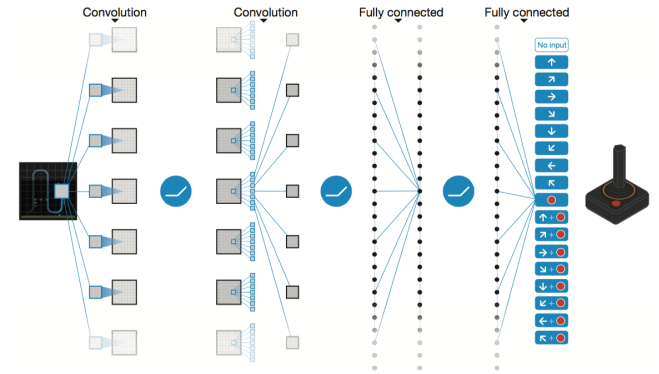 Convolution
Convolution
Fully connected
Fully connected
No input
+
+
+
+
+
+
+
+